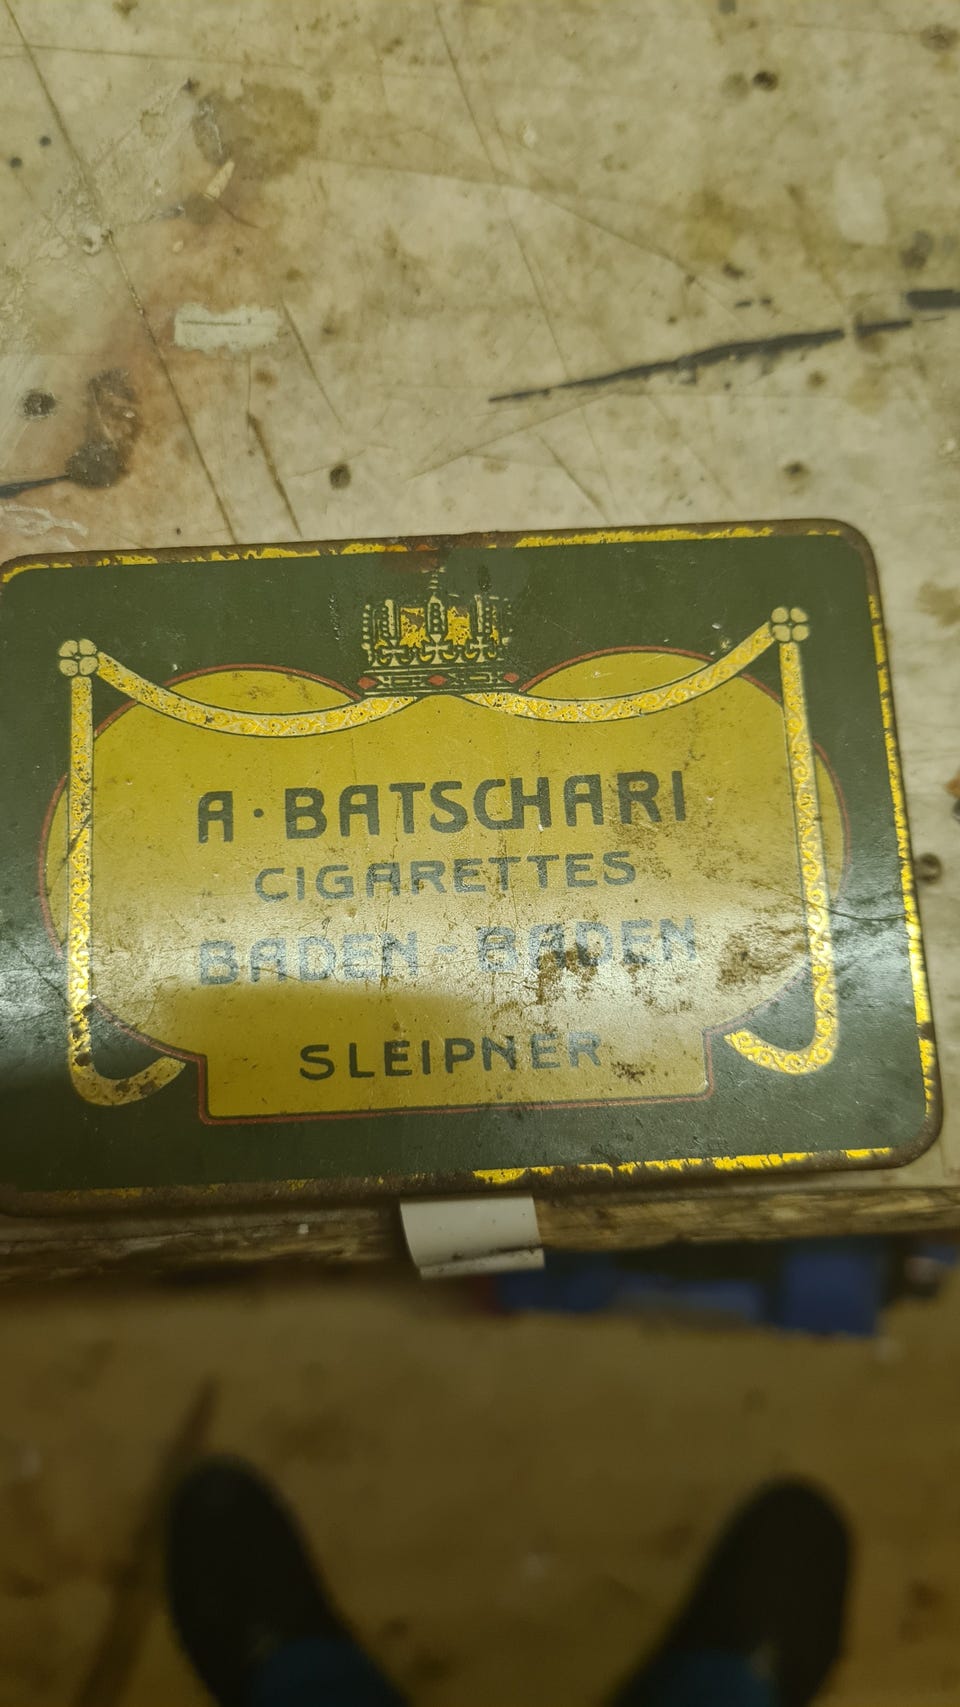 A·BATSCHARI
CIGARETTES
BADEN-BADEN
SLEIPNER